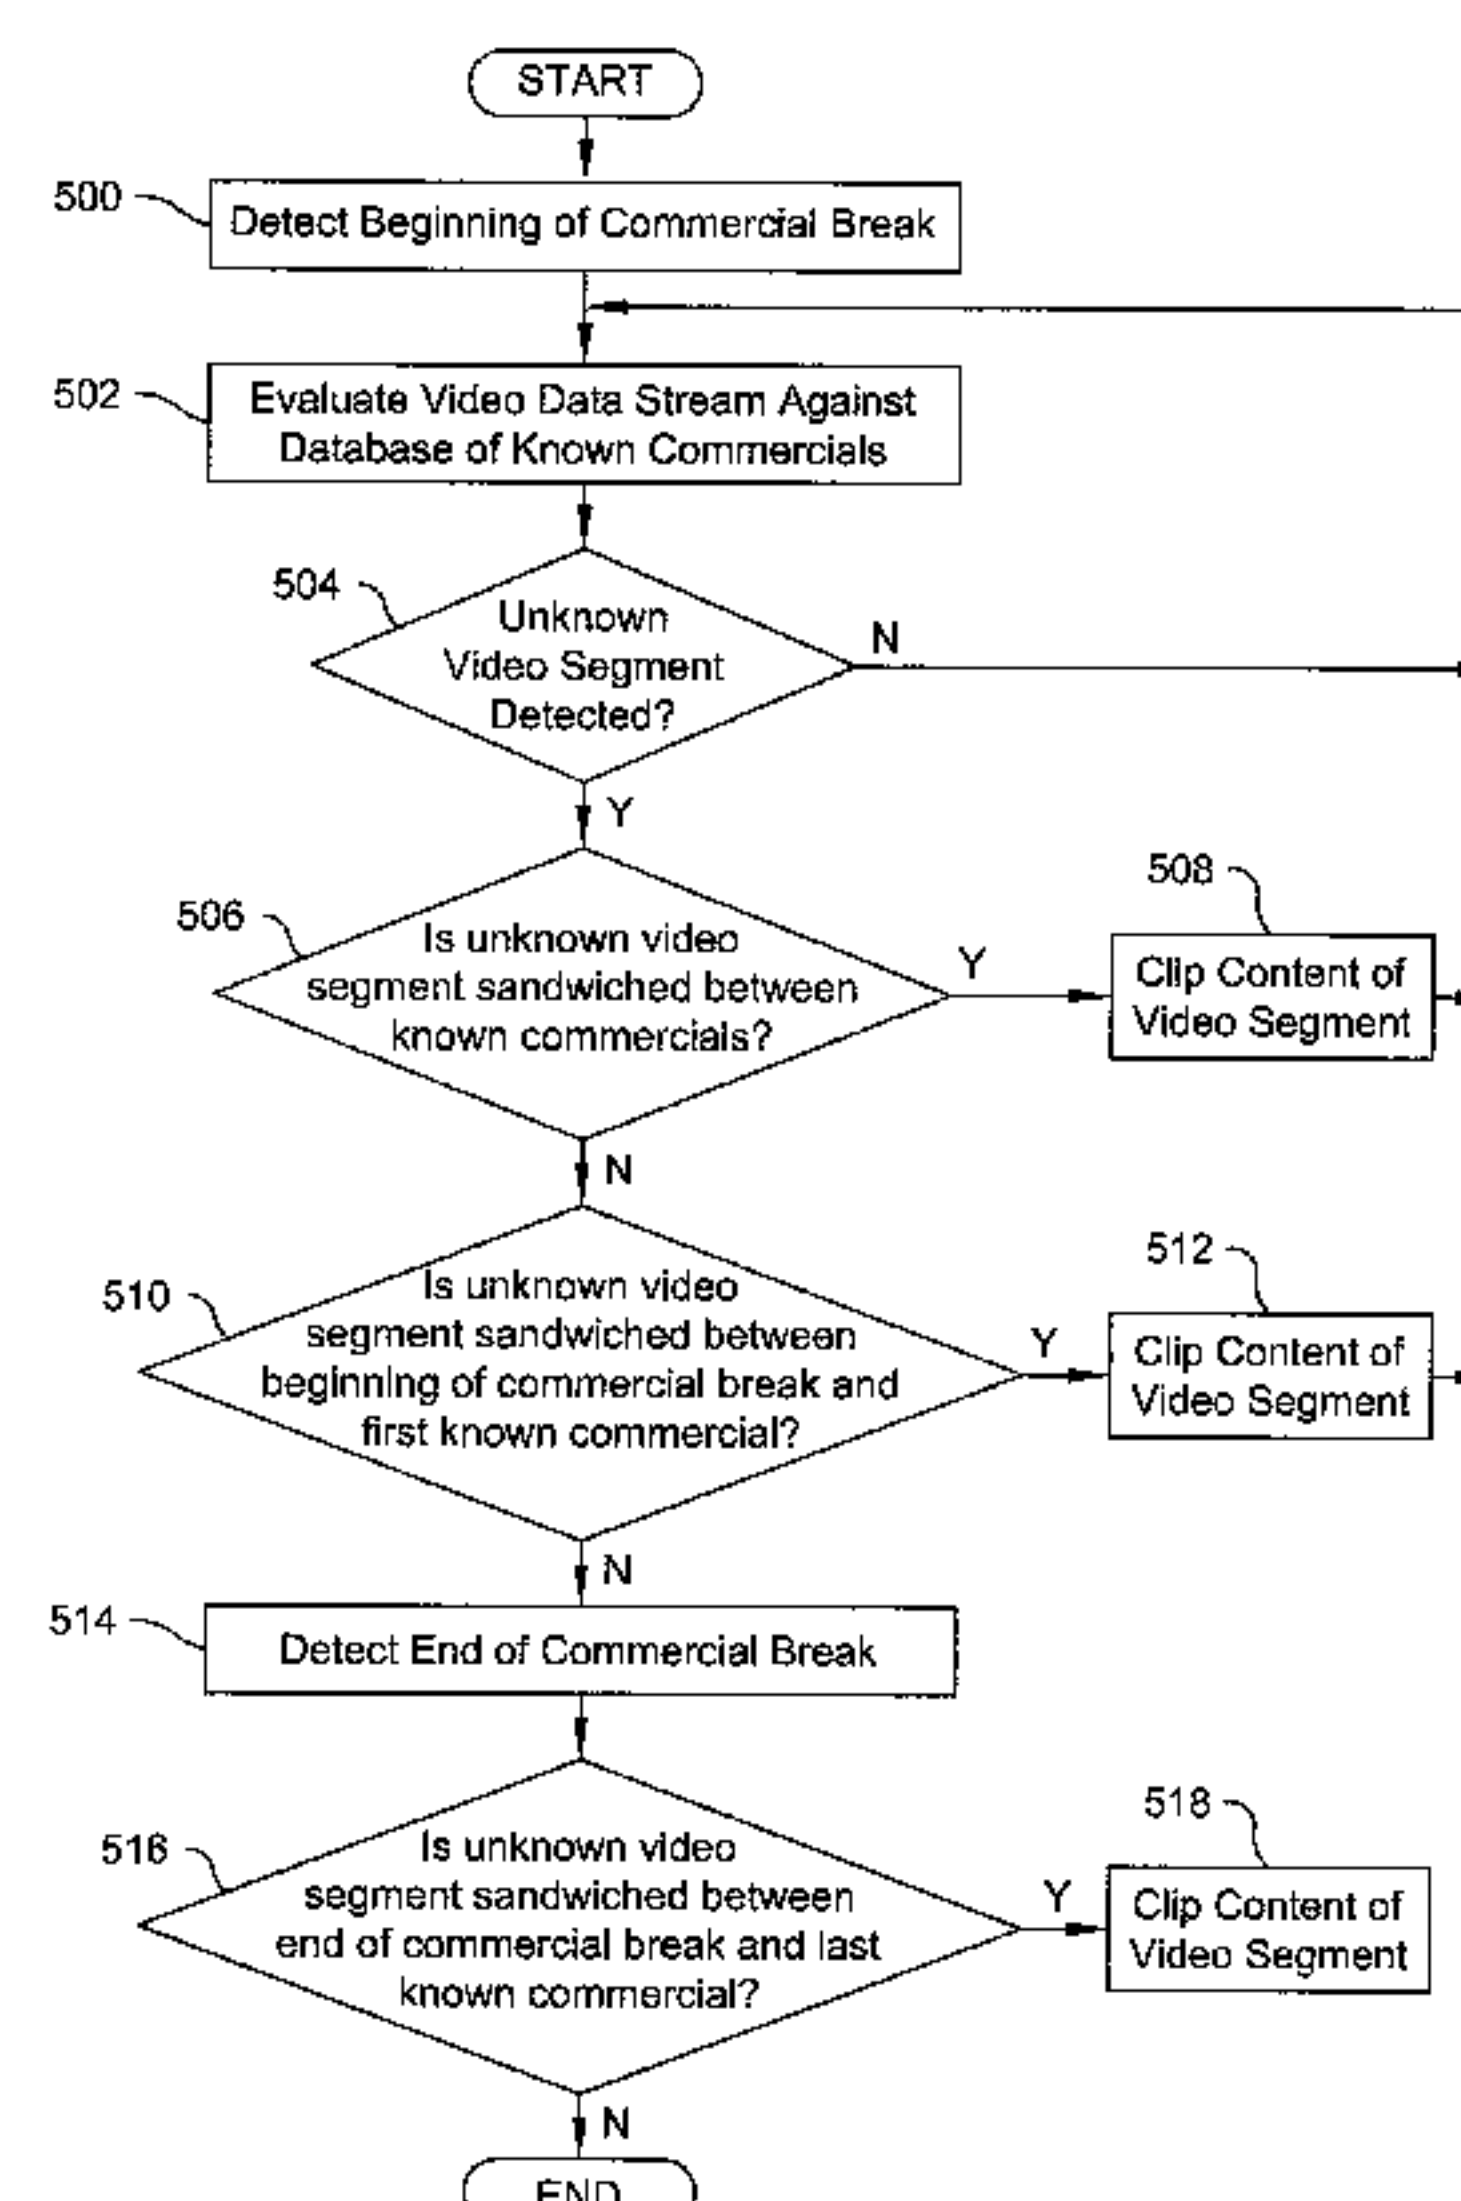 START
500
Detect Beginning of Commercial Break
502
Evaluate Video Data Stream Against
Database of Known Commercials
504
Unknown
Video Segment
Detected?
N
Y
506
Is unknown video
segment sandwiched between
known commercials?
Y
508
Clip Content of
Video Segment
N
510
Is unknown video
segment sandwiched between
beginning of commercial break and
first known commercial?
Y
512
Clip Content of
Video Segment
N
514
Detect End of Commercial Break
516
Is unknown video
segment sandwiched between
end of commercial break and last
known commercial?
Y
518
Clip Content of
Video Segment
N
END